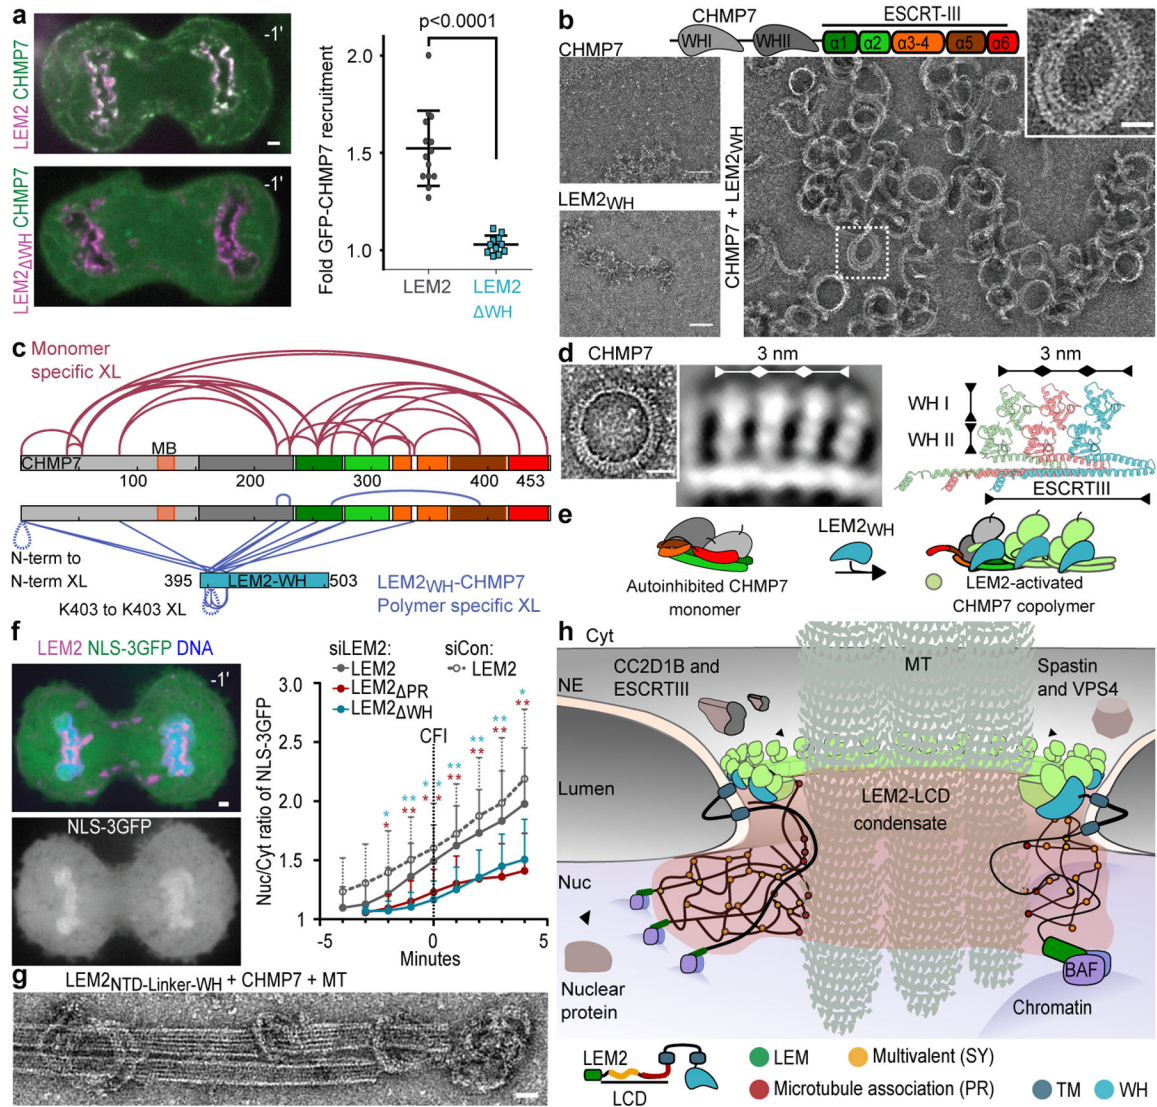 a
LEM2 CHMP7
-1'
LEM2ΔWH CHMP7
-1'
p<0.0001
Fold GFP-CHMP7 recruitment
2.0
1.5
1.0
LEM2
LEM2
ΔWH
b
CHMP7
ESCRT-III
WHI
WHII
α1
α2
α3-4
α5
α6
CHMP7
LEM2WH
CHMP7 + LEM2WH
c
Monomer
specific XL
MB
CHMP7
100
200
300
400
453
N-term to
N-term XL
395
LEM2-WH
503
K403 to K403 XL
LEM2WH-CHMP7
Polymer specific XL
d
CHMP7
3 nm
3 nm
WH I
WH II
ESCRTIII
e
LEM2WH
Autoinhibited CHMP7
monomer
LEM2-activated
CHMP7 copolymer
f
LEM2 NLS-3GFP DNA
-1'
NLS-3GFP
siLEM2:
LEM2
LEM2ΔPR
LEM2ΔWH
siCon:
LEM2
CFI
Nuc/Cyt ratio of NLS-3GFP
3.0
2.5
2.0
1.5
1
* ** ** * * ** ** ** **
* ** ** * * ** ** ** **
-5
0
5
Minutes
g
LEM2NTD-Linker-WH + CHMP7 + MT
h
Cyt
CC2D1B and
ESCRTIII
MT
Spastin
and VPS4
NE
Lumen
LEM2-LCD
condensate
Nuc
Nuclear
protein
BAF
Chromatin
LEM2
LCD
LEM
Multivalent (SY)
Microtubule association (PR)
TM
WH